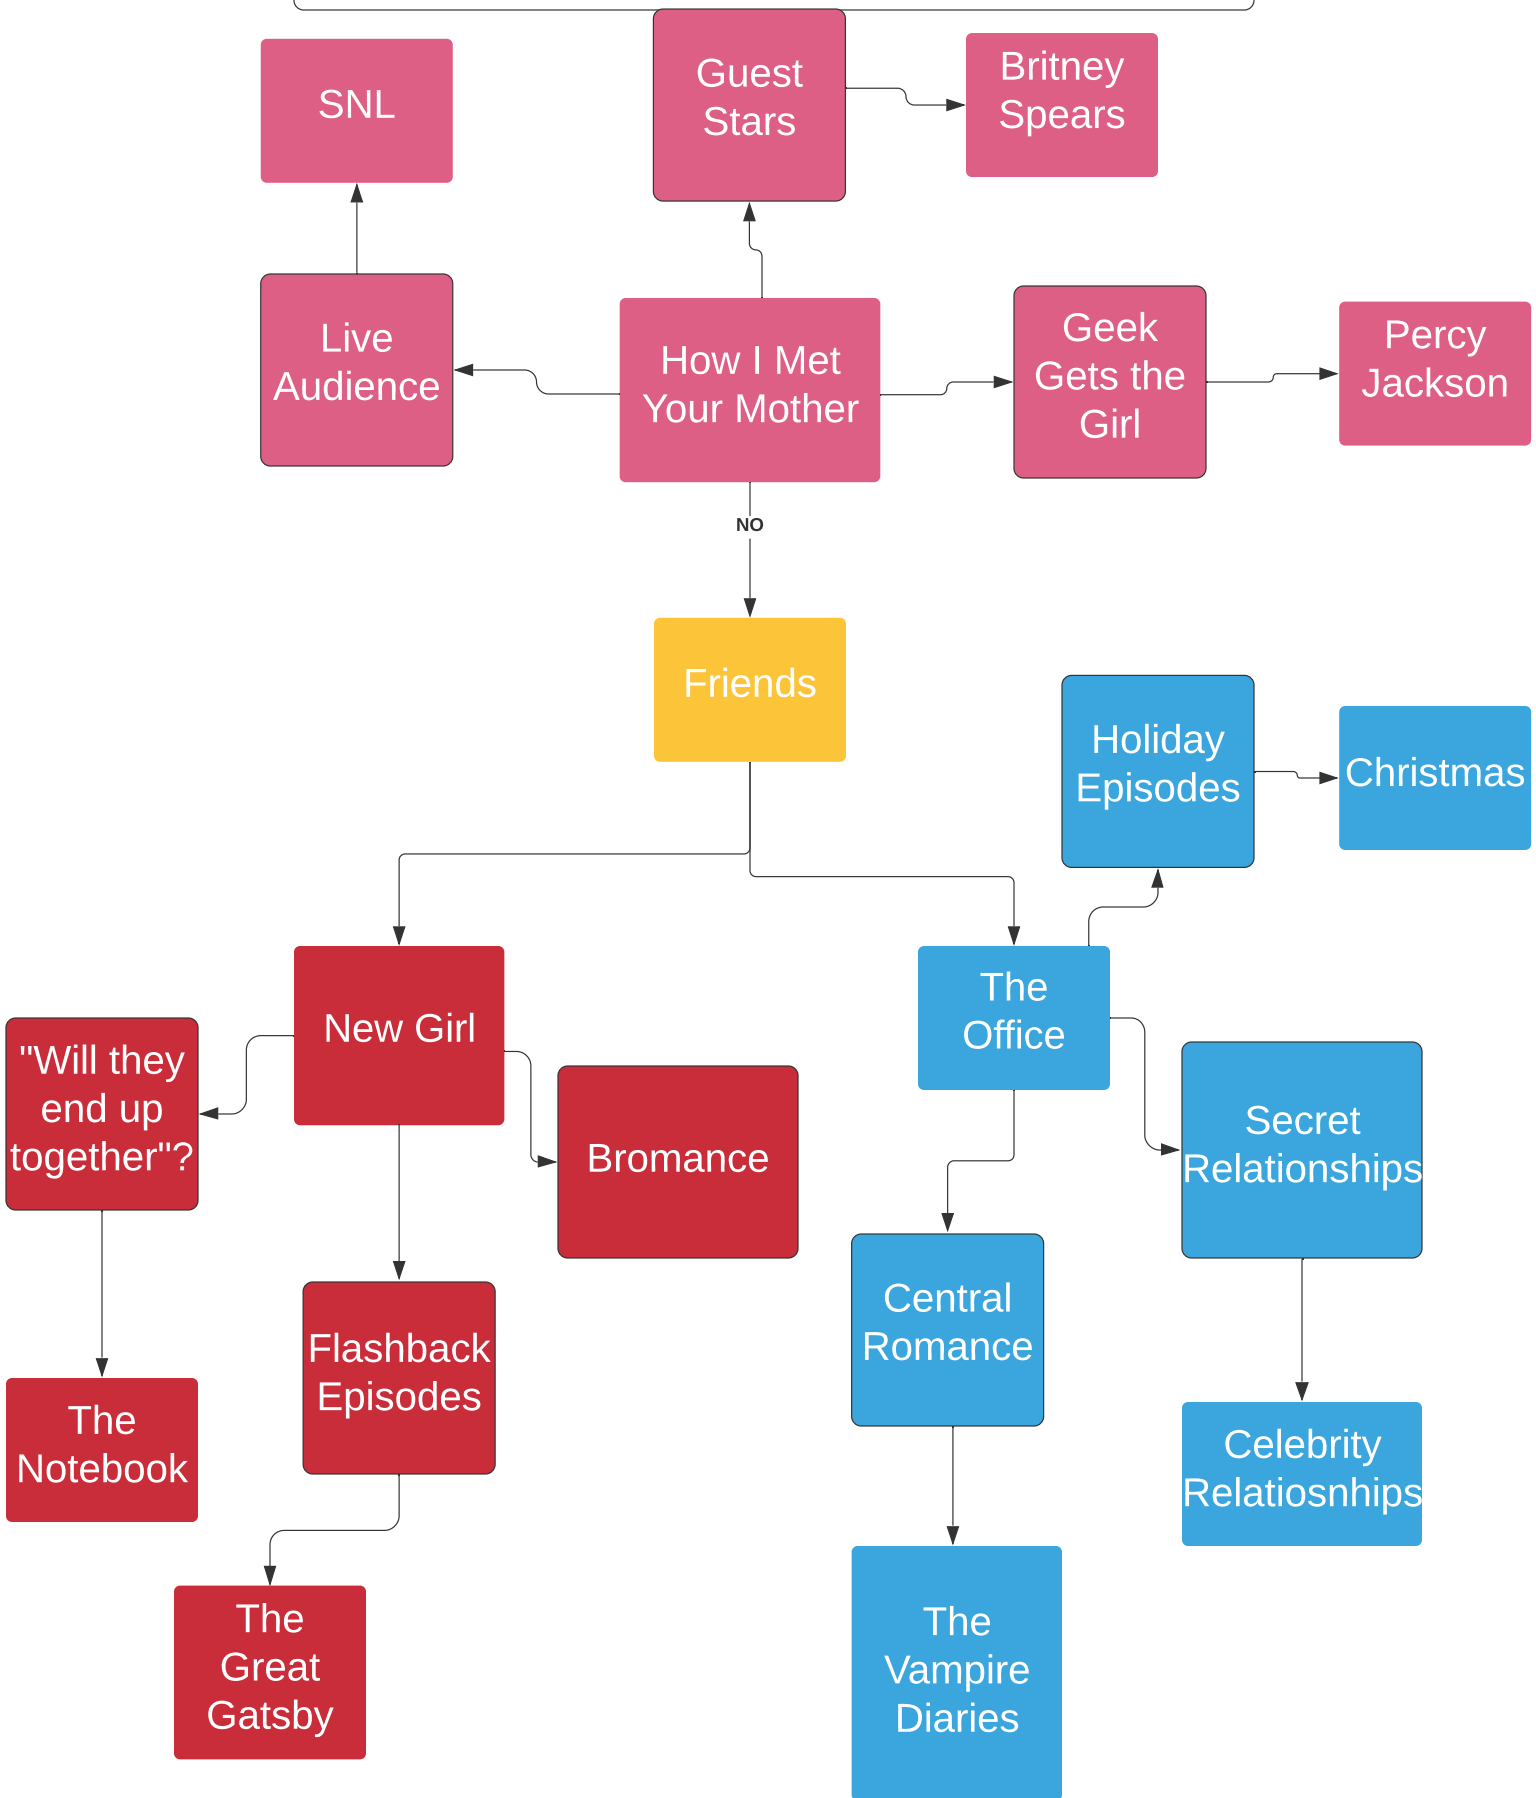 SNL
Guest
Stars
Britney
Spears
Live
Audience
How I Met
Your Mother
Geek
Gets the
Girl
Percy
Jackson
NO
Friends
Holiday
Episodes
Christmas
New Girl
The
Office
"Will they
end up
together"?
Bromance
Secret
Relationships
Flashback
Episodes
Central
Romance
The
Notebook
Celebrity
Relatiosnhips
The
Great
Gatsby
The
Vampire
Diaries